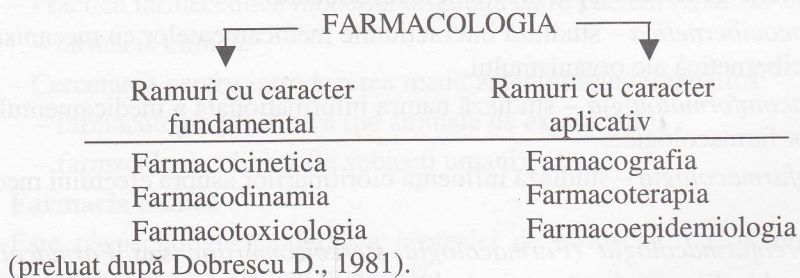 FARMACOLOGIA
Ramuri cu caracter fundamental
Ramuri cu caracter aplicativ
Farmacocinetica
Farmacografia
Farmacodinamia
Farmacoterapia
Farmacotoxicologia
Farmacoepidemiologia
(preluat după Dobrescu D., 1981).